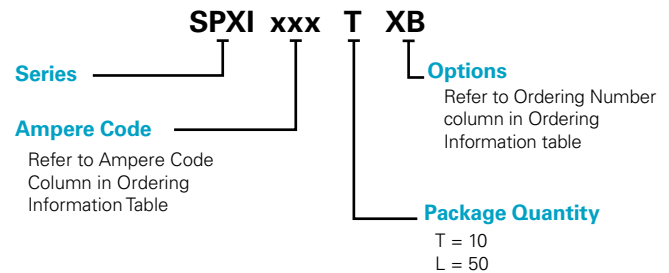 SPXI xxx T XB
Series
Ampere Code
Refer to Ampere Code
Column in Ordering
Information Table
Options
Refer to Ordering Number
column in Ordering
Information table
Package Quantity
T = 10
L = 50